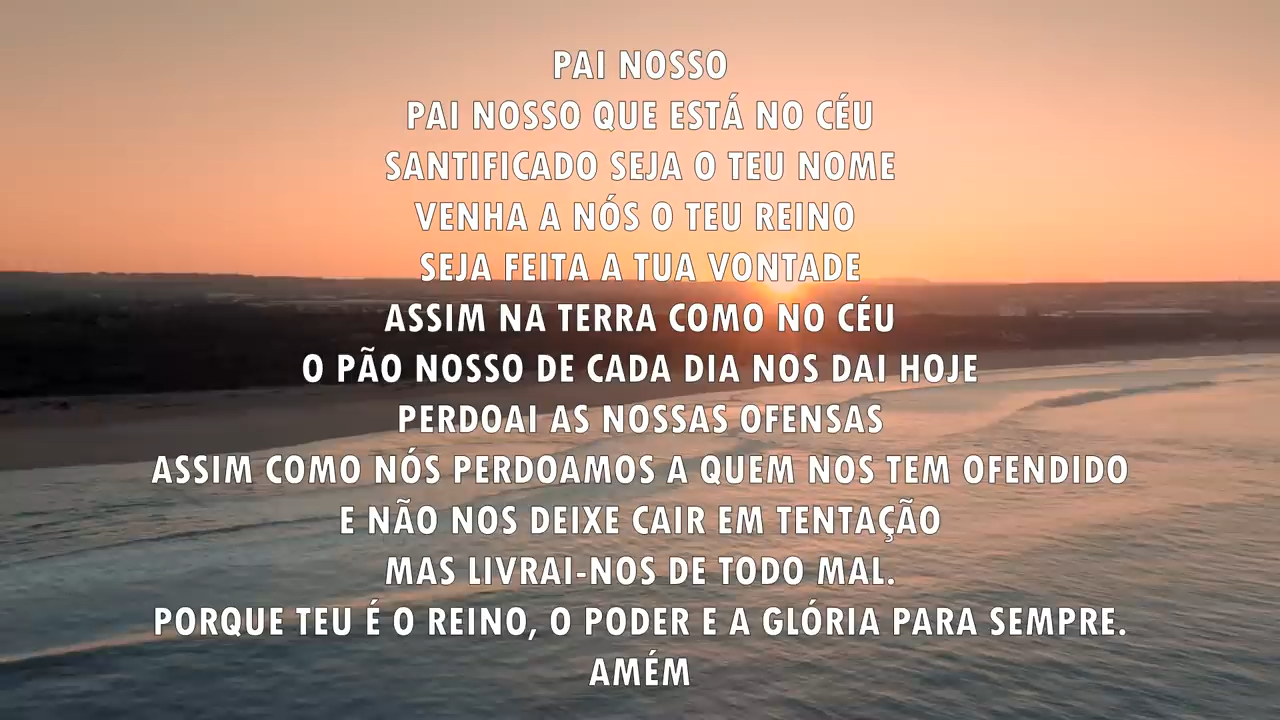 PAI NOSSO
PAI NOSSO QUE ESTÁ NO CÉU
SANTIFICADO SEJA O TEU NOME
VENHA A NÓS O TEU REINO
SEJA FEITA A TUA VONTADE
ASSIM NA TERRA COMO NO CÉU
O PÃO NOSSO DE CADA DIA NOS DAI HOJE
PERDOAI AS NOSSAS OFENSAS
ASSIM COMO NÓS PERDOAMOS A QUEM NOS TEM OFENDIDO
E NÃO NOS DEIXE CAIR EM TENTAÇÃO
MAS LIVRAI-NOS DE TODO MAL.
PORQUE TEU É O REINO, O PODER E A GLÓRIA PARA SEMPRE.
AMÉM